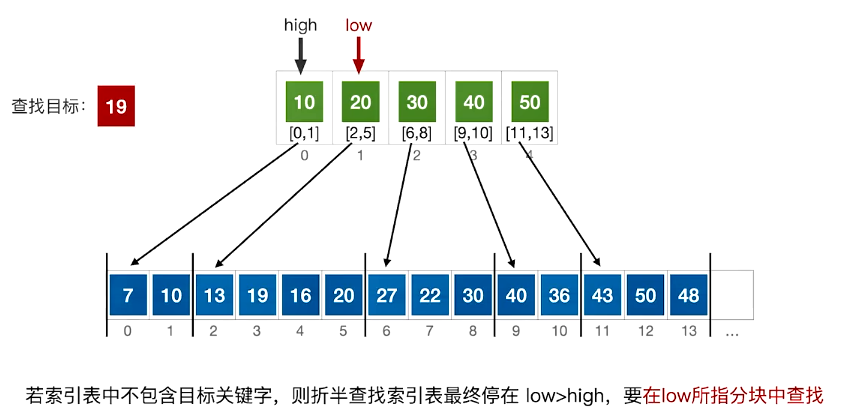 high low
查找目标： 19
10 20 30 40 50
[0,1] [2,5] [6,8] [9,10] [11,13]
0 1 2 3 4
7 10 13 19 16 20 27 22 30 40 36 43 50 48
0 1 2 3 4 5 6 7 8 9 10 11 12 13 ...
若索引表中不包含目标关键字，则折半查找索引表最终停在 low>high，要在low所指分块中查找